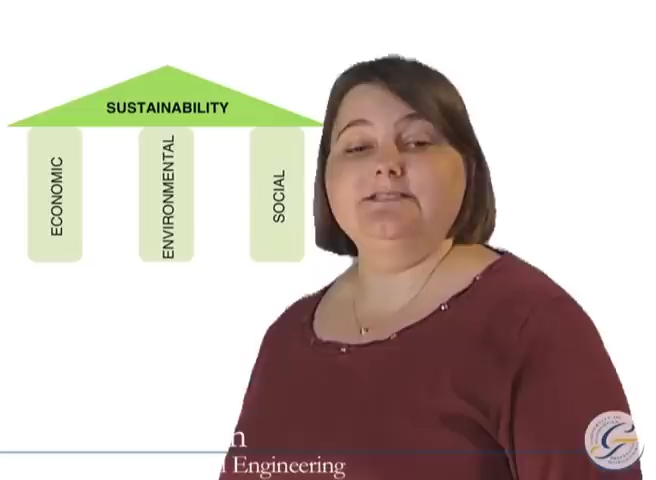 SUSTAINABILITY
ECONOMIC
ENVIRONMENTAL
SOCIAL
Engineering